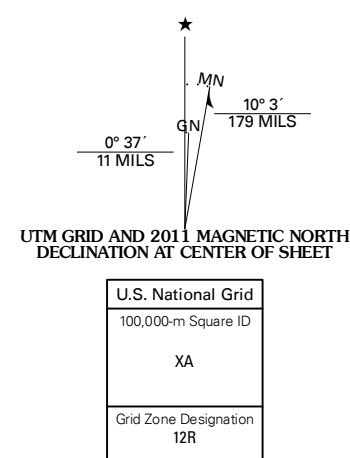 ★
MN
10° 3´
179 MILS
GN
0° 37´
11 MILS
UTM GRID AND 2011 MAGNETIC NORTH
DECLINATION AT CENTER OF SHEET
U.S. National Grid
100,000-m Square ID
XA
Grid Zone Designation
12R